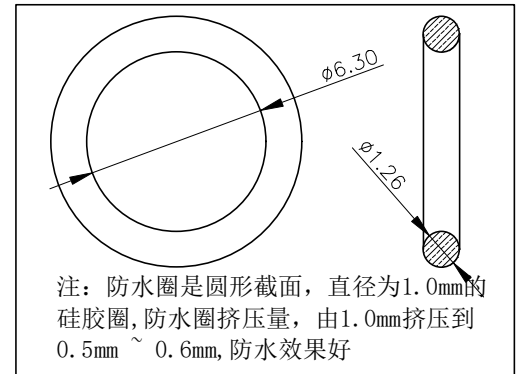 ø6.30
ø1.26
注：防水圈是圆形截面，直径为1.0mm的
硅胶圈,防水圈挤压量，由1.0mm挤压到
0.5mm ~ 0.6mm,防水效果好